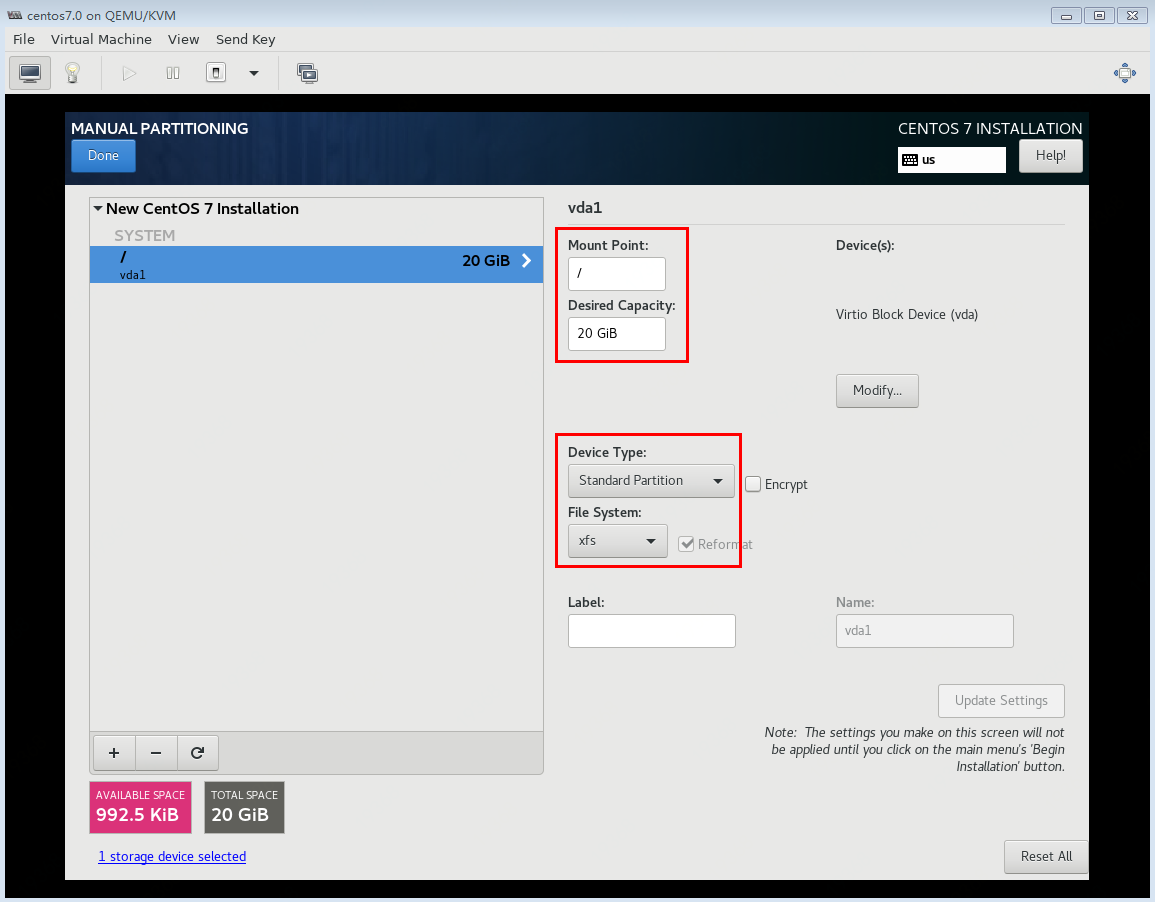 centos7.0 on QEMU/KVM
File Virtual Machine View Send Key
MANUAL PARTITIONING
CENTOS 7 INSTALLATION
Done
us
Help!
New CentOS 7 Installation
SYSTEM
/
20 GiB
vda1
vda1
Mount Point:
/
Desired Capacity:
20 GiB
Device(s):
Virtio Block Device (vda)
Modify...
Device Type:
Standard Partition
Encrypt
File System:
xfs
Reformat
Label:
Name:
vda1
Update Settings
Note: The settings you make on this screen will not
be applied until you click on the main menu's 'Begin
Installation' button.
+ −
AVAILABLE SPACE
992.5 KiB
TOTAL SPACE
20 GiB
1 storage device selected
Reset All